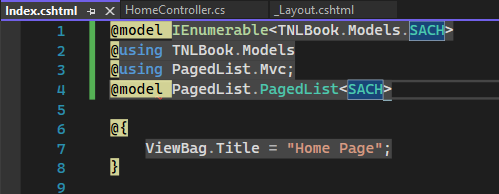 Index.cshtml HomeController.cs _Layout.cshtml
1 @model IEnumerable<TNLBook.Models.SACH>
2 @using TNLBook.Models
3 @using PagedList.Mvc;
4 @model PagedList.PagedList<SACH>
5
6 @{
7 ViewBag.Title = "Home Page";
8 }
9